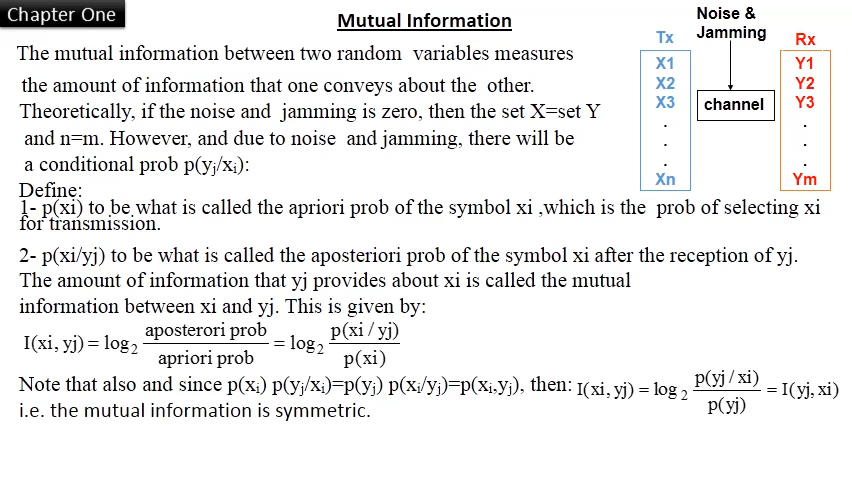 Chapter One
Mutual Information
The mutual information between two random variables measures
the amount of information that one conveys about the other.
Theoretically, if the noise and jamming is zero, then the set X=set Y
and n=m. However, and due to noise and jamming, there will be
a conditional prob p(yj/xi):
Noise &
Jamming
Tx
Rx
X1
X2
X3
.
.
.
Xn
channel
Y1
Y2
Y3
.
.
.
Ym
Define:
1- p(xi) to be what is called the apriori prob of the symbol xi ,which is the prob of selecting xi
for transmission.
2- p(xi/yj) to be what is called the aposteriori prob of the symbol xi after the reception of yj.
The amount of information that yj provides about xi is called the mutual
information between xi and yj. This is given by:
I(xi, yj) = log2 aposterori prob / apriori prob = log2 p(xi / yj) / p(xi)
Note that also and since p(xi) p(yj/xi)=p(yj) p(xi/yj)=p(xi,yj), then: I(xi, yj) = log 2 p(yj / xi) / p(yj) = I(yj, xi)
i.e. the mutual information is symmetric.